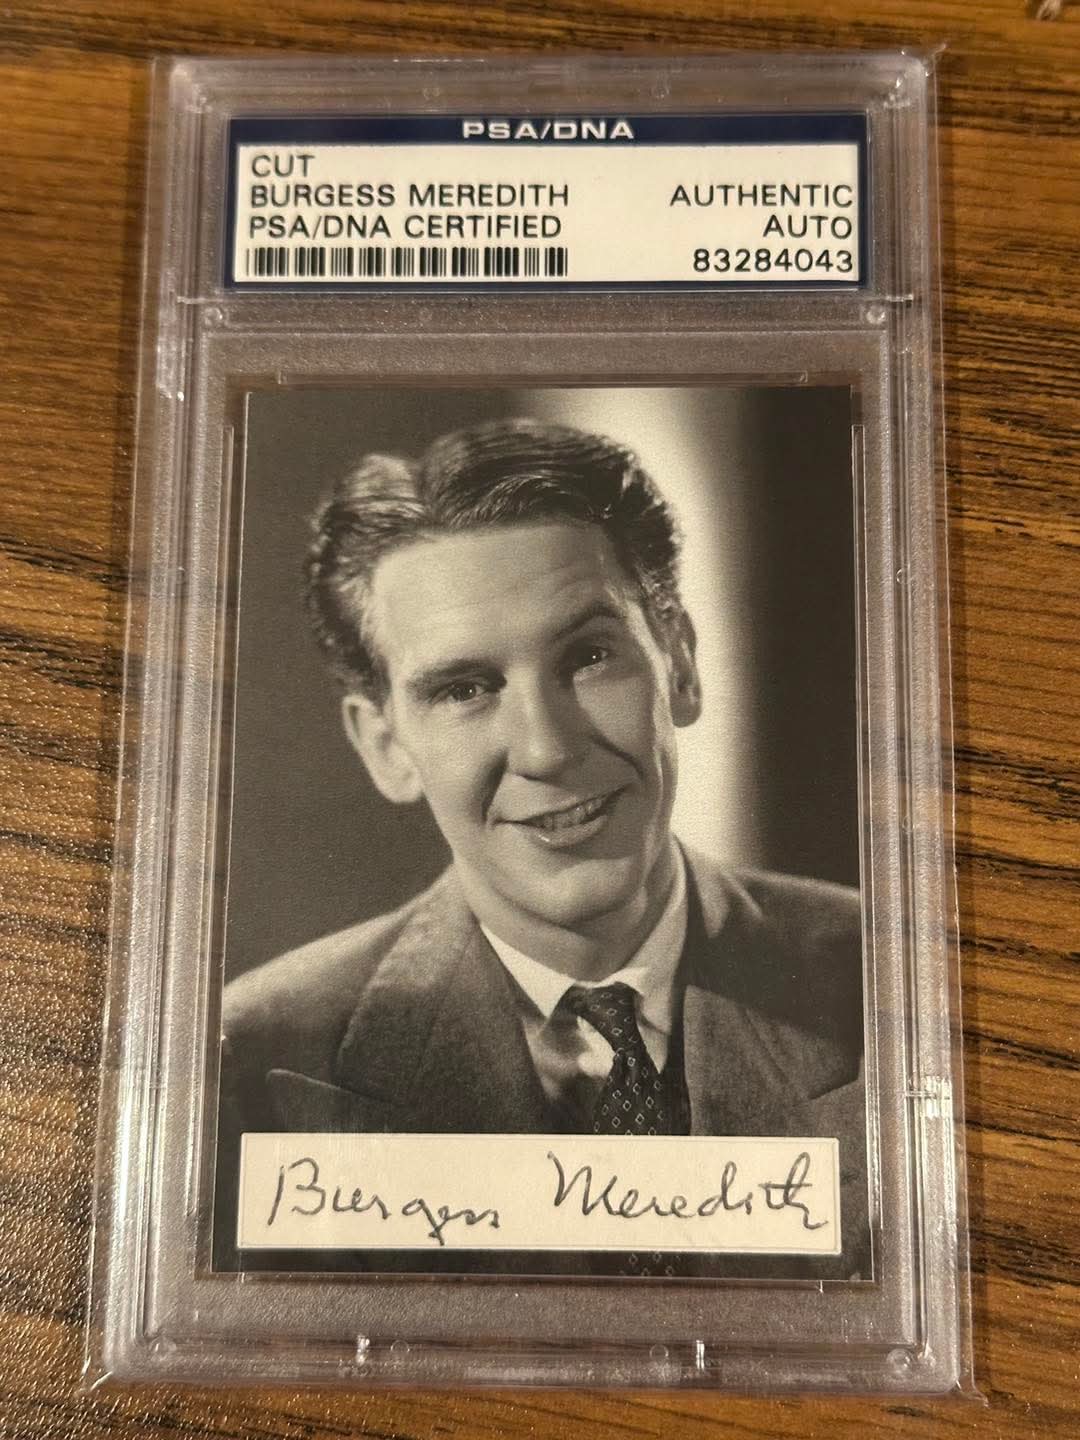 PSA/DNA
CUT
BURGESS MEREDITH
PSA/DNA CERTIFIED
AUTHENTIC
AUTO
83284043
Burgess Meredith